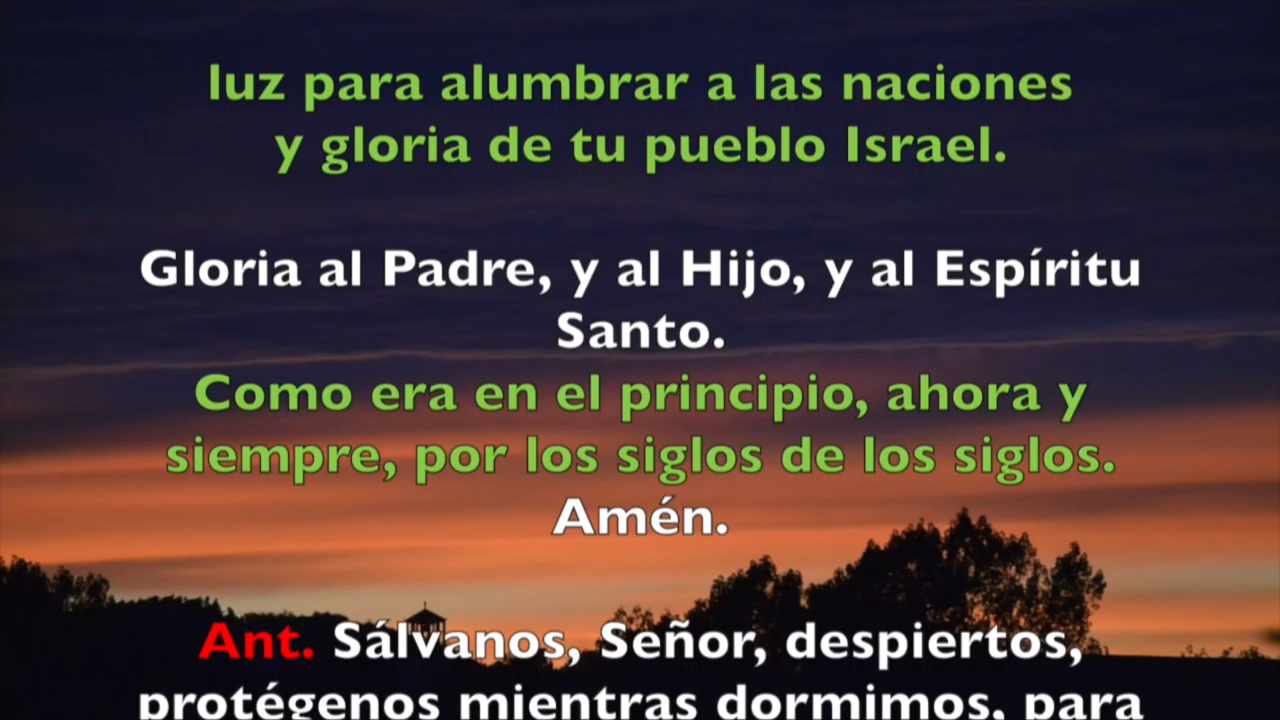 luz para alumbrar a las naciones
y gloria de tu pueblo Israel.
Gloria al Padre, y al Hijo, y al Espíritu
Santo.
Como era en el principio, ahora y
siempre, por los siglos de los siglos.
Amén.
Ant. Sálvanos, Señor, despiertos,
protégenos mientras dormimos, para